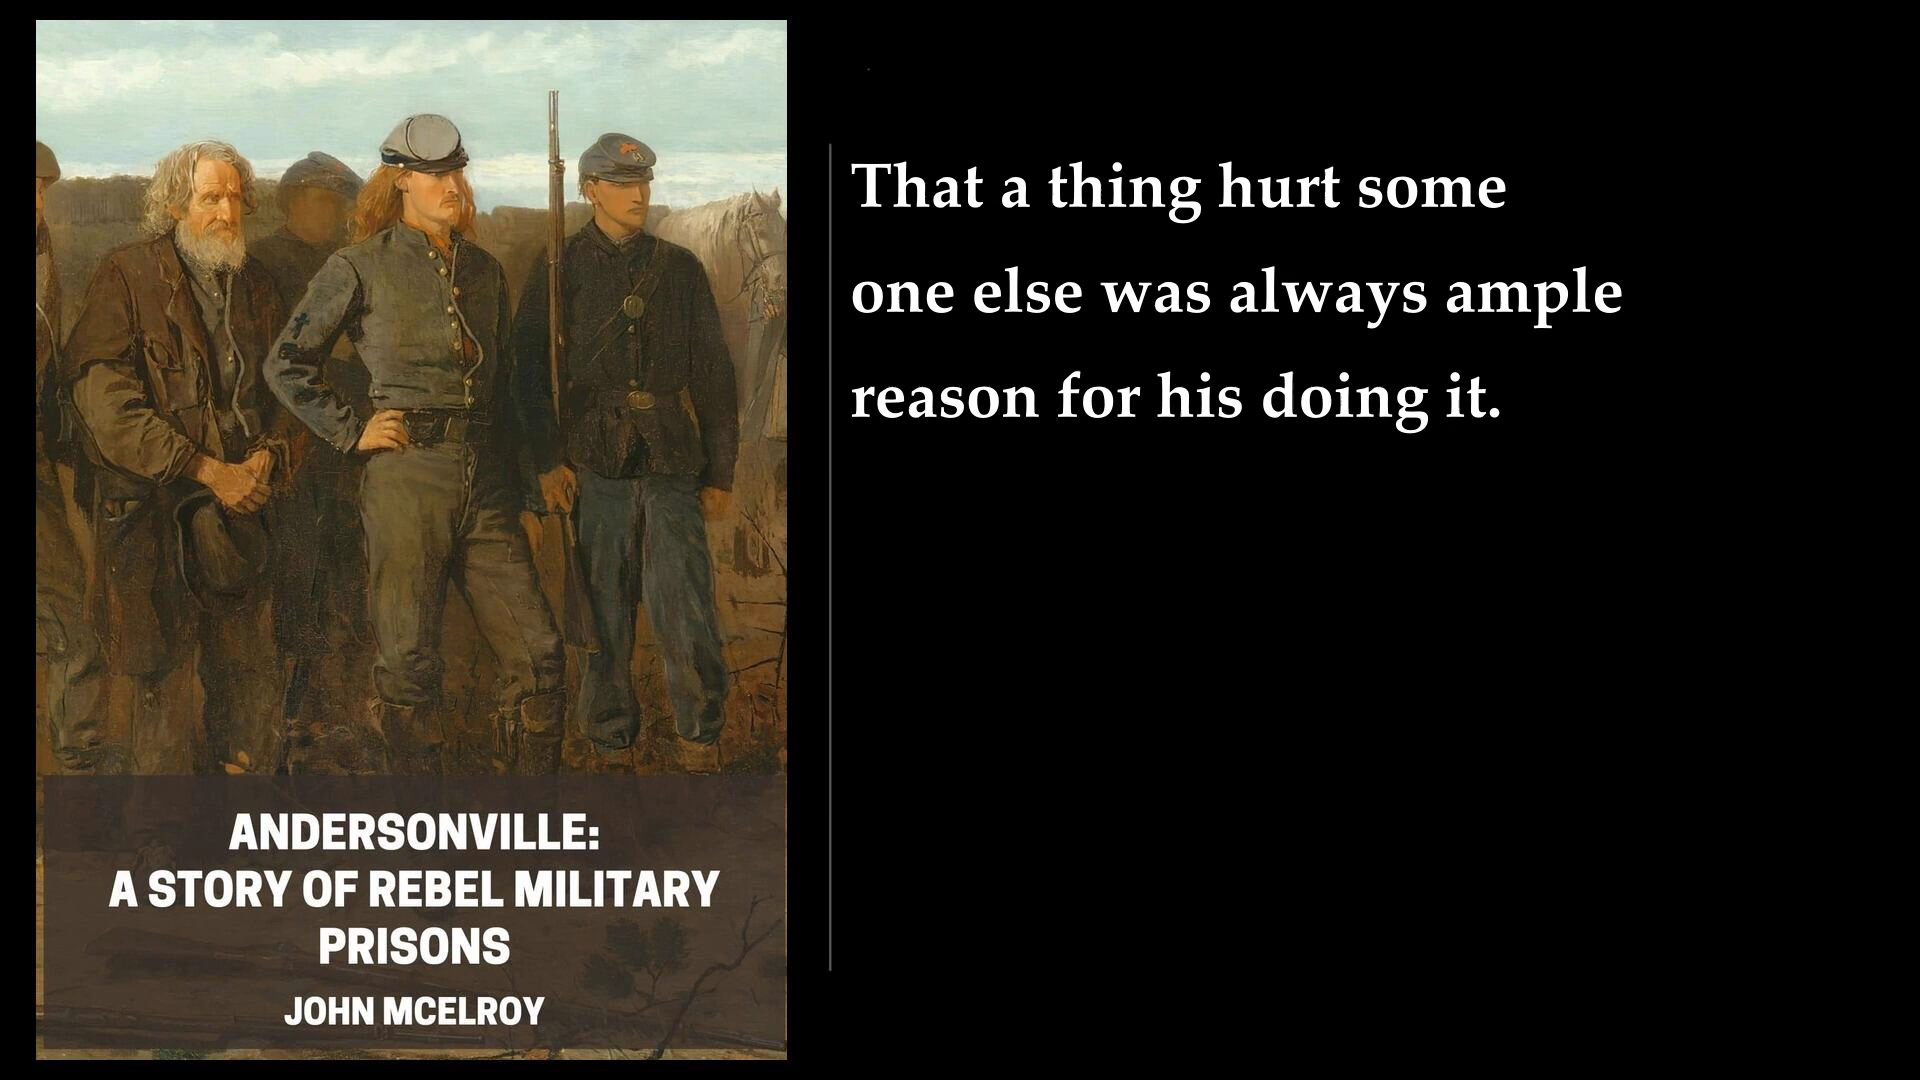 ANDERSONVILLE:
A STORY OF REBEL MILITARY
PRISONS
JOHN MCELROY
That a thing hurt some
one else was always ample
reason for his doing it.